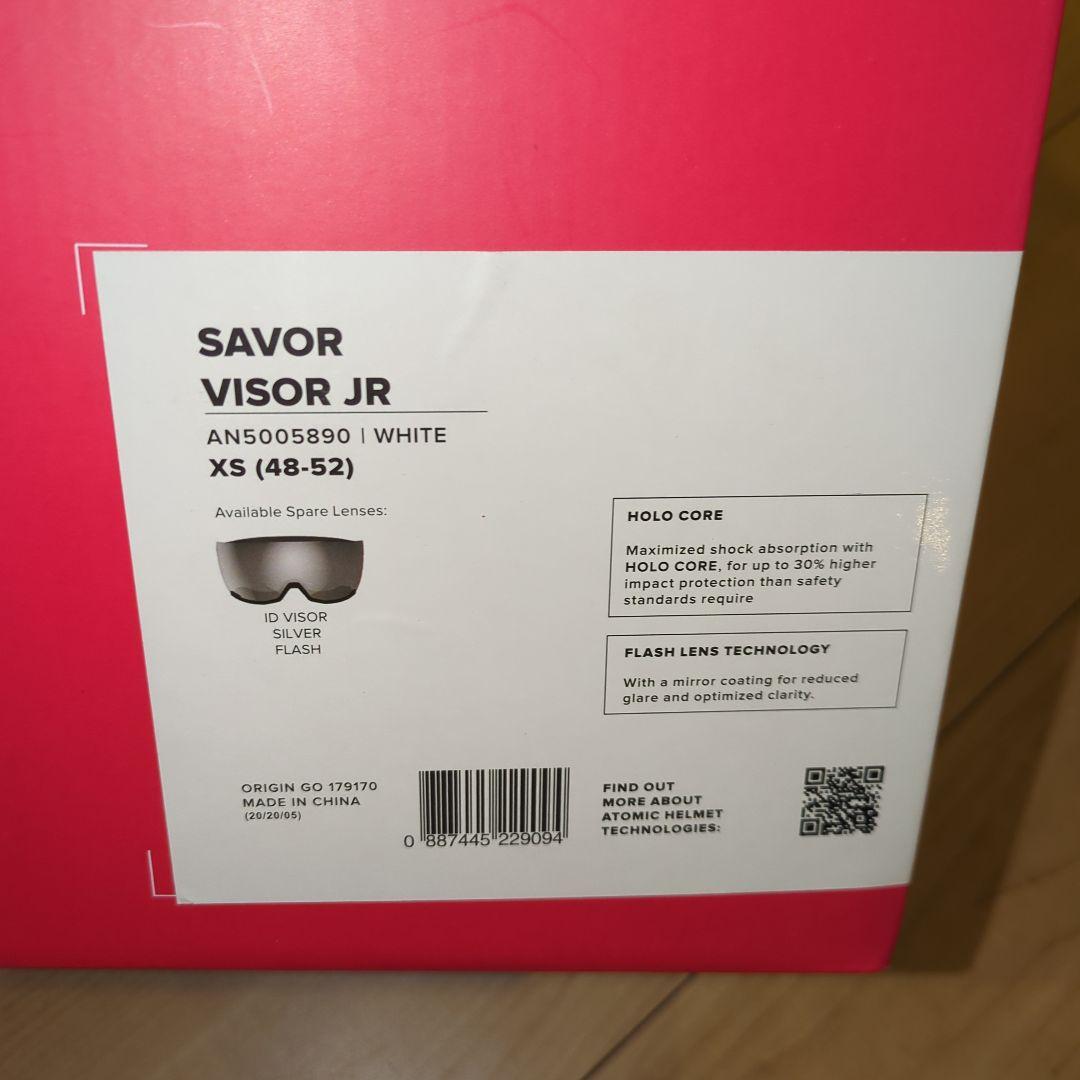 SAVOR
VISOR JR
AN5005890 | WHITE
XS (48-52)
Available Spare Lenses:
ID VISOR
SILVER
FLASH
HOLO CORE
Maximized shock absorption with
HOLO CORE, for up to 30% higher
impact protection than safety
standards require
FLASH LENS TECHNOLOGY
With a mirror coating for reduced
glare and optimized clarity.
ORIGIN GO 179170
MADE IN CHINA
(20/20/05)
0 887445 229094
FIND OUT
MORE ABOUT
ATOMIC HELMET
TECHNOLOGIES: